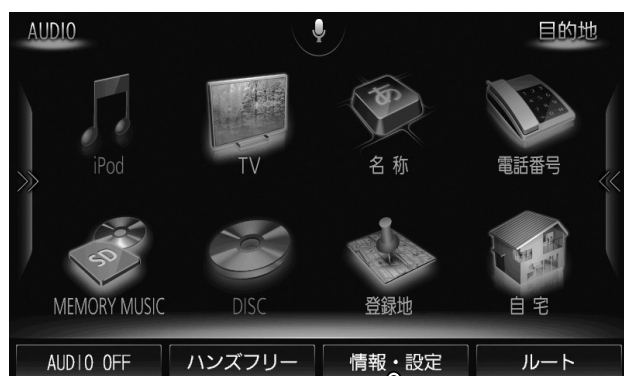 AUDIO 目的地
iPod TV 名称 電話番号
MEMORY MUSIC DISC 登録地 自宅
AUDIO OFF ハンズフリー 情報・設定 ルート